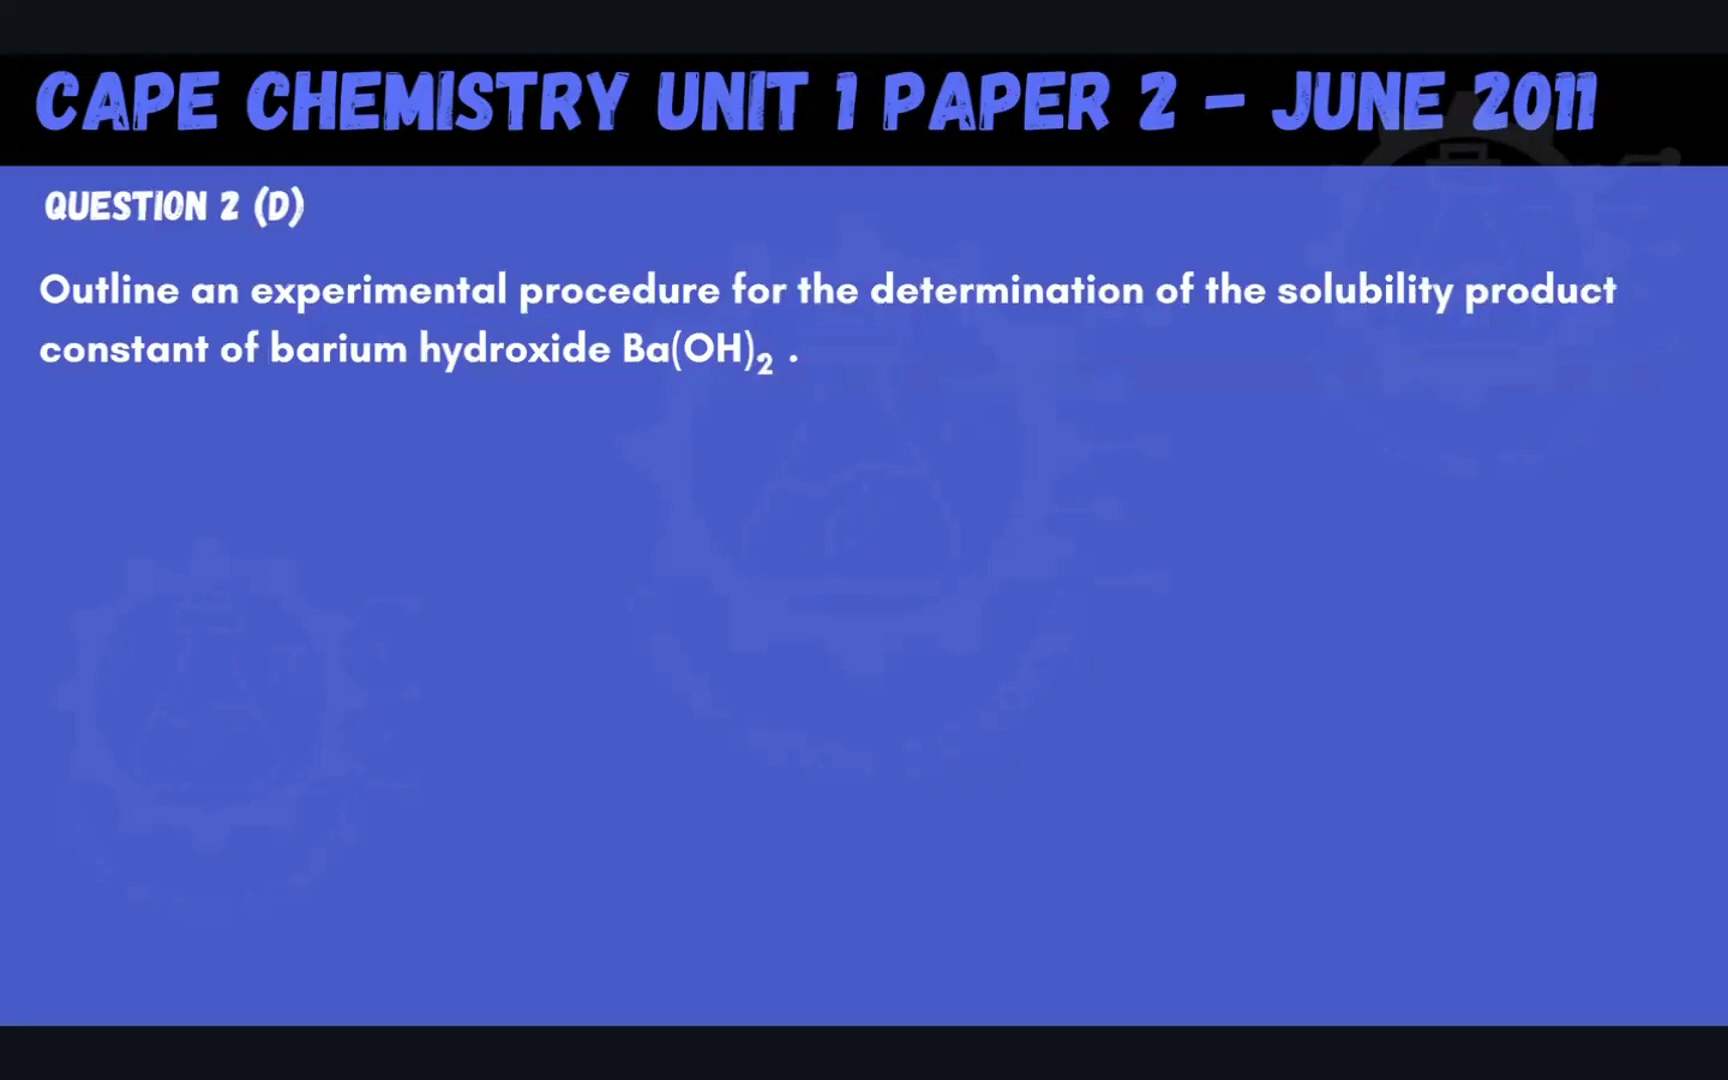 CAPE CHEMISTRY UNIT 1 PAPER 2 – JUNE 2011
QUESTION 2 (D)
Outline an experimental procedure for the determination of the solubility product
constant of barium hydroxide Ba(OH)₂ .